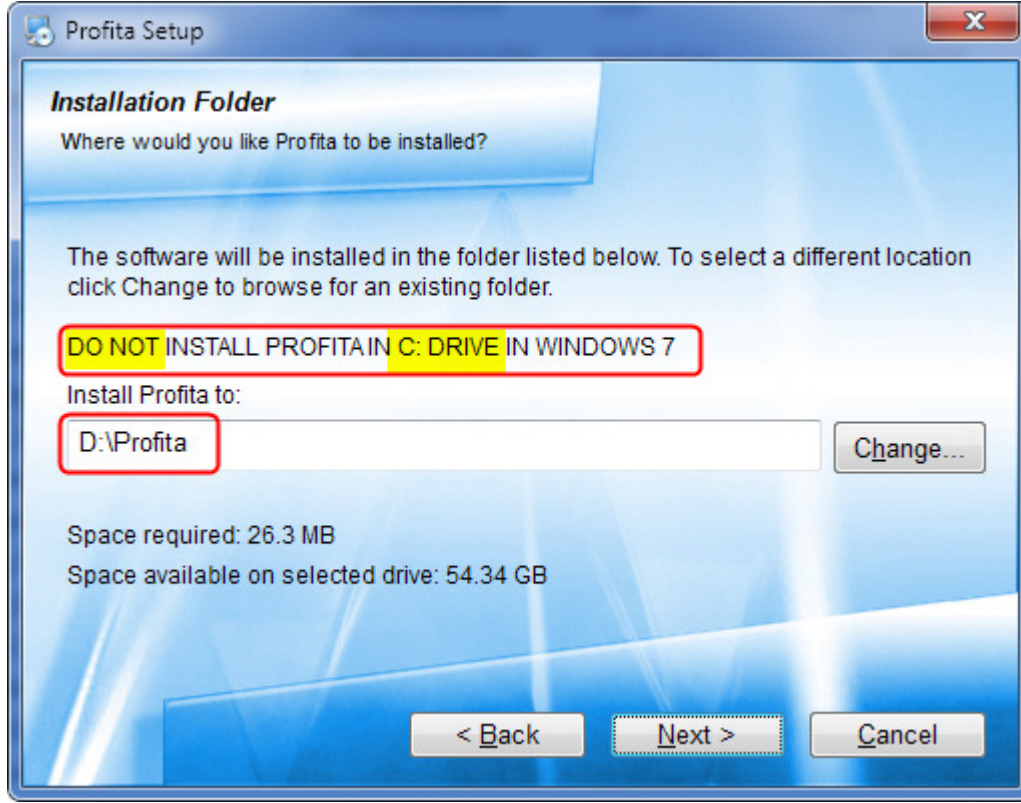 Profita Setup
Installation Folder
Where would you like Profita to be installed?
The software will be installed in the folder listed below. To select a different location
click Change to browse for an existing folder.
DO NOT INSTALL PROFITA IN C: DRIVE IN WINDOWS 7
Install Profita to:
D:\Profita
Change...
Space required: 26.3 MB
Space available on selected drive: 54.34 GB
< Back
Next >
Cancel